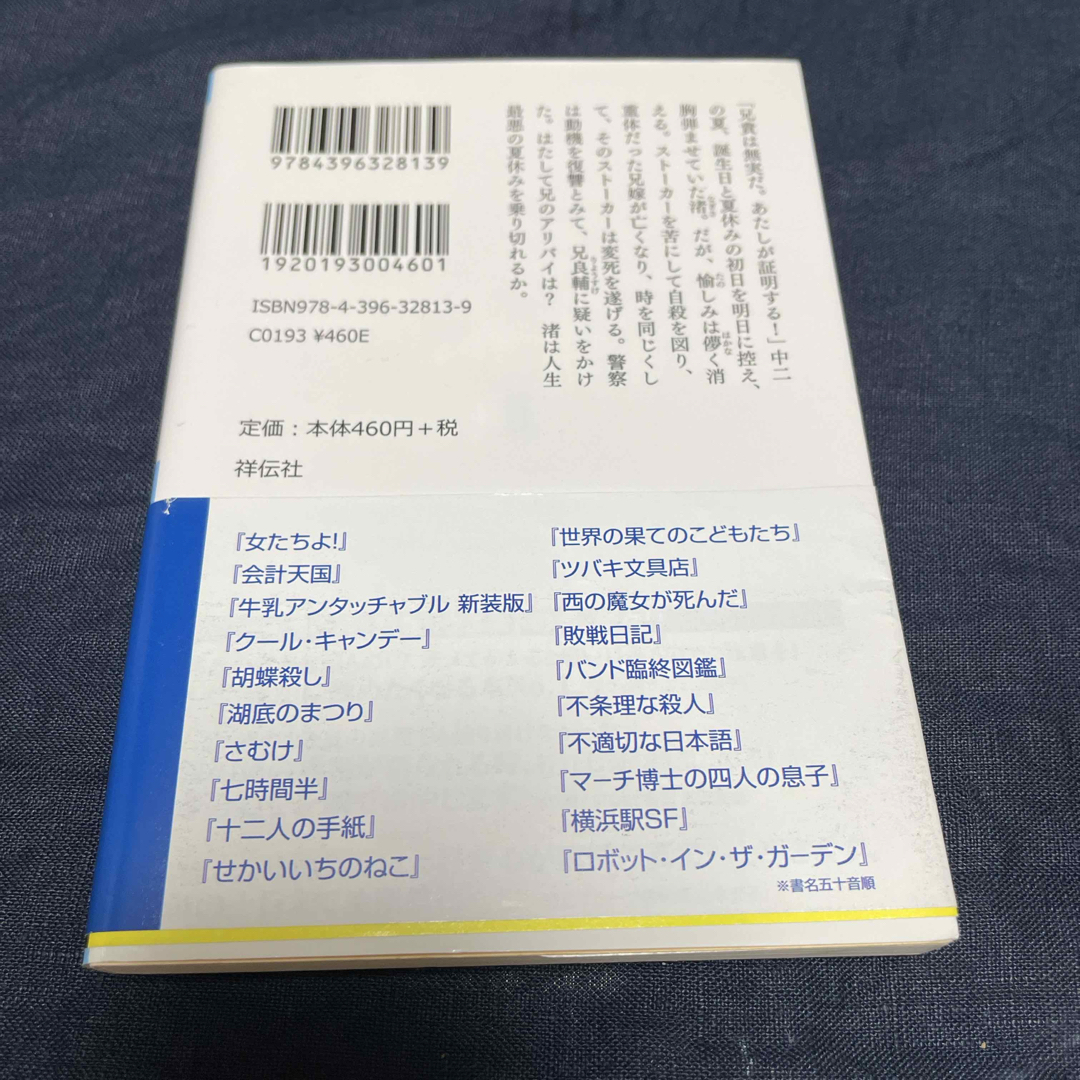 9784396328139
1920193004601
ISBN978-4-396-32813-9
C0193 ¥460E
「兄貴は無実だ。あたしが証明する！」中二
の夏、誕生日と夏休みの初日を明日に控え、
胸弾ませていた渚。だが、愉しみは儚く消
える。ストーカーを苦にして自殺を図り、
重体だった兄嫁が亡くなり、時を同じくし
て、そのストーカーは変死を遂げる。警察
は動機を復讐とみて、兄良輔に疑いをかけ
た。はたして兄のアリバイは？　渚は人生
最悪の夏休みを乗り切れるか。
定価：本体460円＋税
祥伝社
『女たちよ!』
『会計天国』
『牛乳アンタッチャブル 新装版』
『クール・キャンデー』
『胡蝶殺し』
『湖底のまつり』
『さむけ』
『七時間半』
『十二人の手紙』
『せかいいちのねこ』
『世界の果てのこどもたち』
『ツバキ文具店』
『西の魔女が死んだ』
『敗戦日記』
『バンド臨終図鑑』
『不条理な殺人』
『不適切な日本語』
『マーチ博士の四人の息子』
『横浜駅SF』
『ロボット・イン・ザ・ガーデン』
※書名五十音順